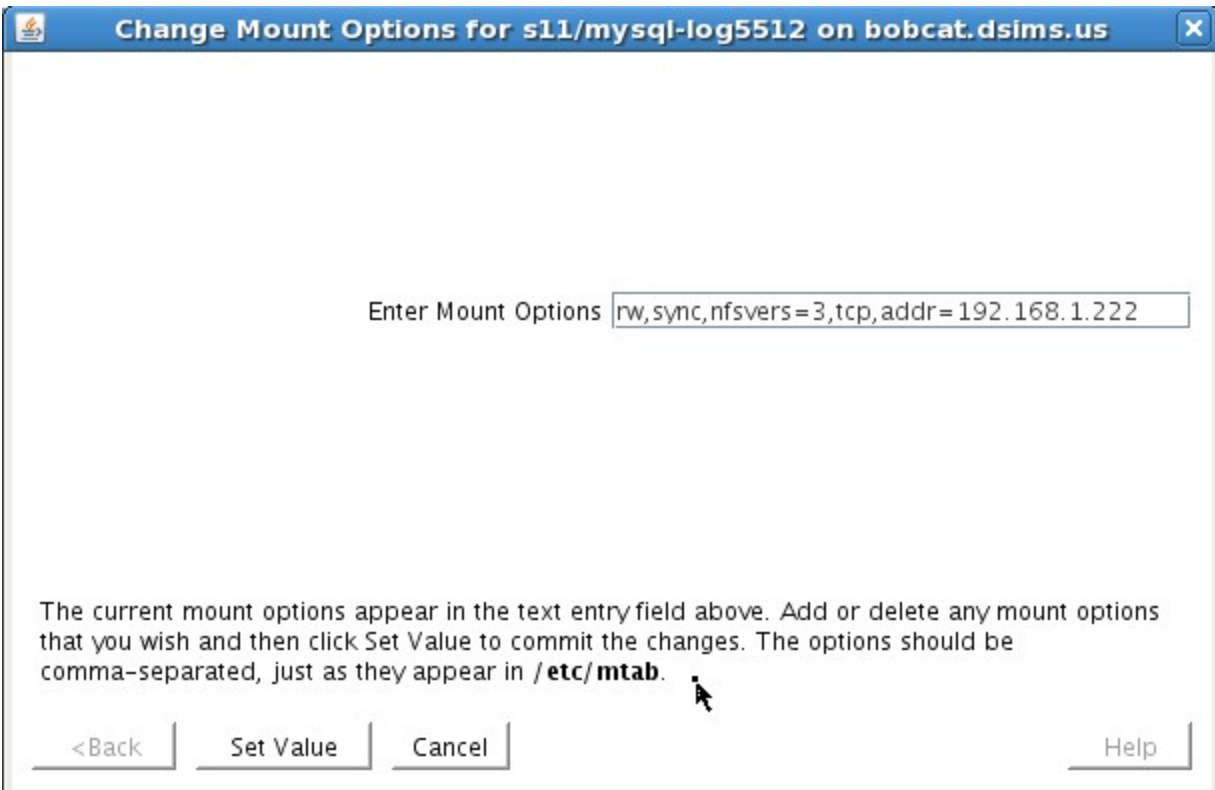 Change Mount Options for s11/mysql-log5512 on bobcat.dsims.us
Enter Mount Options rw,sync,nfsvers=3,tcp,addr=192.168.1.222
The current mount options appear in the text entry field above. Add or delete any mount options
that you wish and then click Set Value to commit the changes. The options should be
comma-separated, just as they appear in /etc/mtab.
<Back Set Value Cancel Help